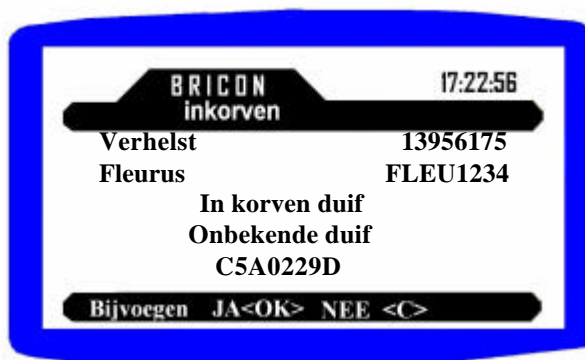 BRICON 17:22:56
inkorven
Verhelst 13956175
Fleurus FLEU1234
In korven duif
Onbekende duif
C5A0229D
Bijvoegen JA<OK> NEE <C>